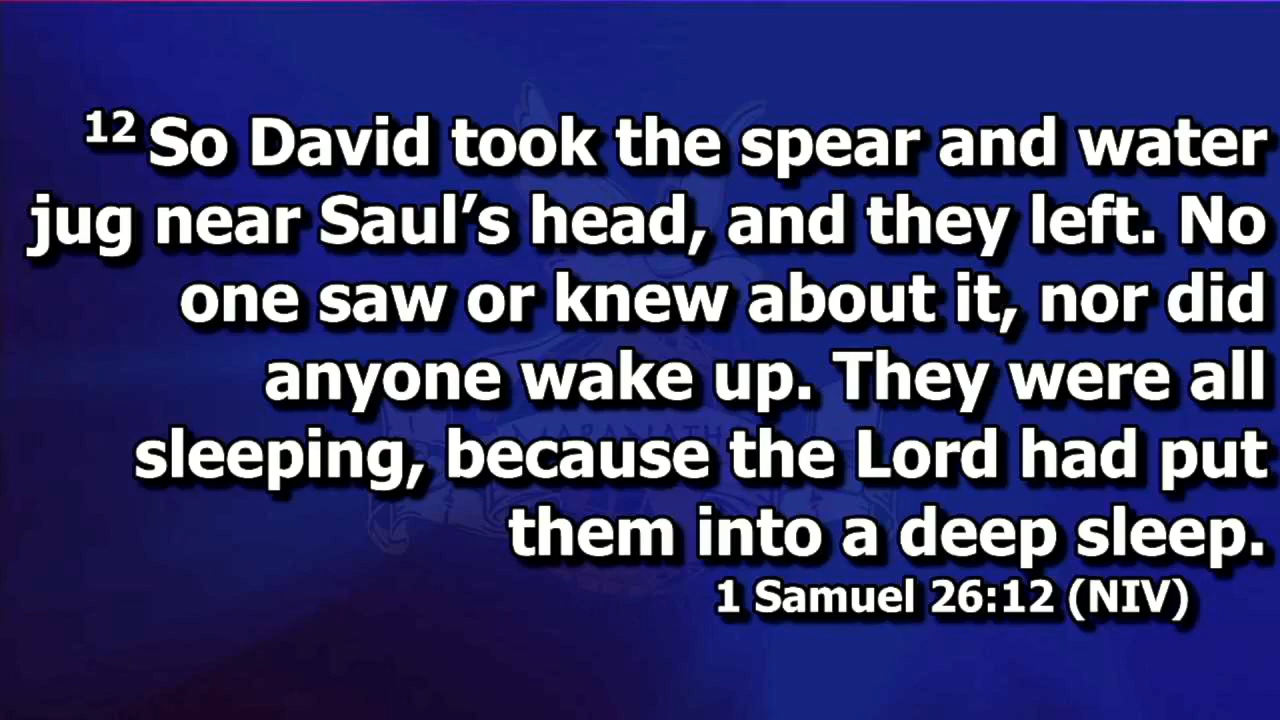 12 So David took the spear and water
jug near Saul’s head, and they left. No
one saw or knew about it, nor did
anyone wake up. They were all
sleeping, because the Lord had put
them into a deep sleep.
1 Samuel 26:12 (NIV)